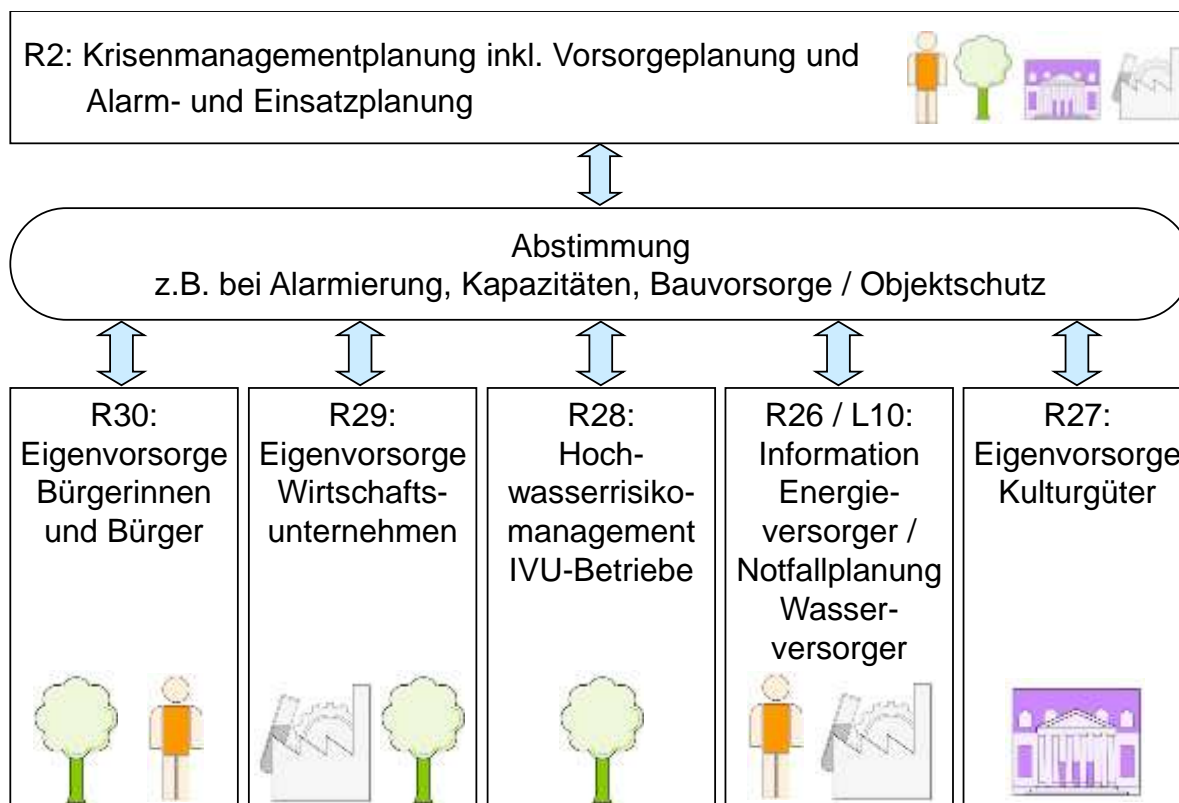 R2: Krisenmanagementplanung inkl. Vorsorgeplanung und
Alarm- und Einsatzplanung
Abstimmung
z.B. bei Alarmierung, Kapazitäten, Bauvorsorge / Objektschutz
R30:
Eigenvorsorge
Bürgerinnen
und Bürger
R29:
Eigenvorsorge
Wirtschafts-
unternehmen
R28:
Hoch-
wasserrisiko-
management
IVU-Betriebe
R26 / L10:
Information
Energie-
versorger /
Notfallplanung
Wasser-
versorger
R27:
Eigenvorsorge
Kulturgüter